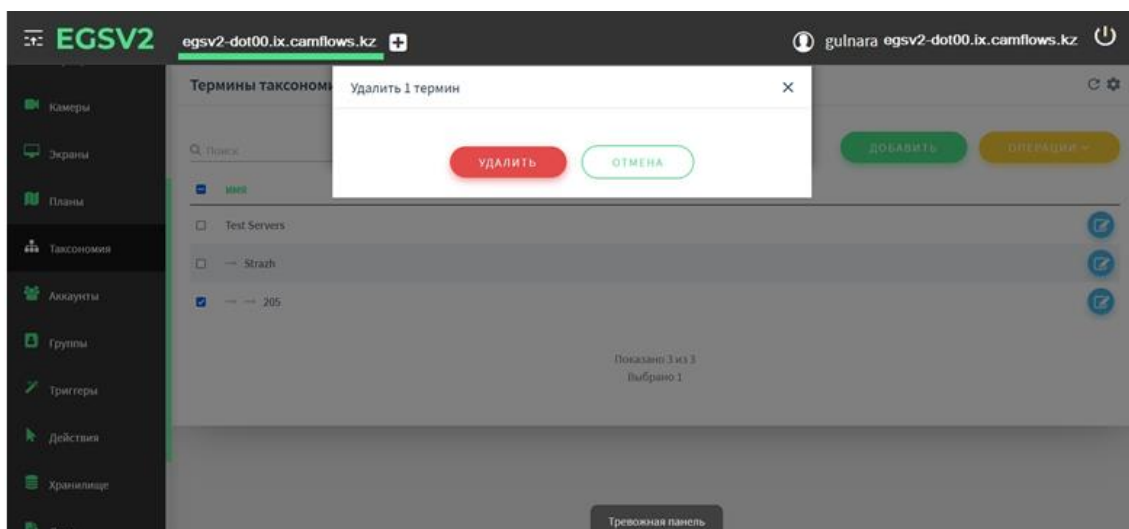 EGSV2
egsv2-dot00.ix.camflows.kz
gulnara egsv2-dot00.ix.camflows.kz
Термины таксономи
Удалить 1 термин
Камеры
Экраны
Планы
Таксономия
Аккаунты
Группы
Триггеры
Действия
Хранилище
Поиск
УДАЛИТЬ
ОТМЕНА
ДОБАВИТЬ
ОПЕРАЦИИ
ИМЯ
Test Servers
→ Strazh
→ → 205
Показано 3 из 3
Выбрано 1
Тревожная панель